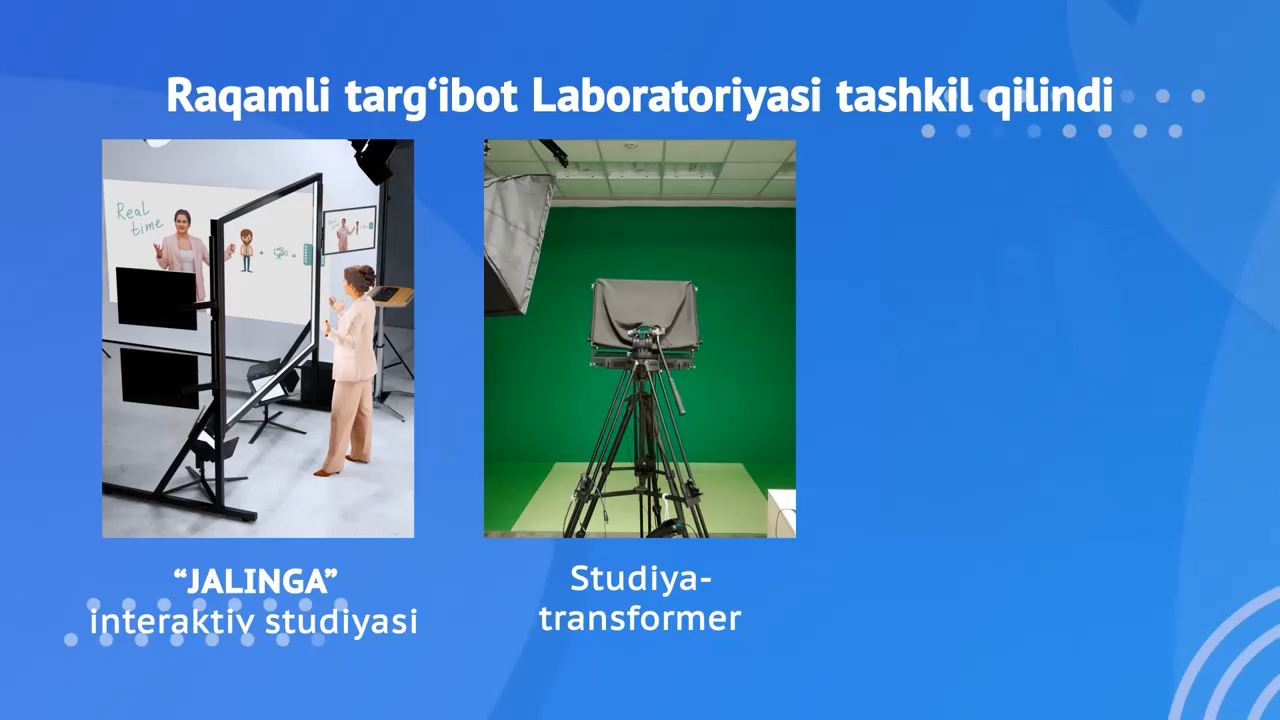 Raqamli targ‘ibot Laboratoriyasi tashkil qilindi
Real
time
“JALINGA”
interaktiv studiyasi
Studiya-
transformer